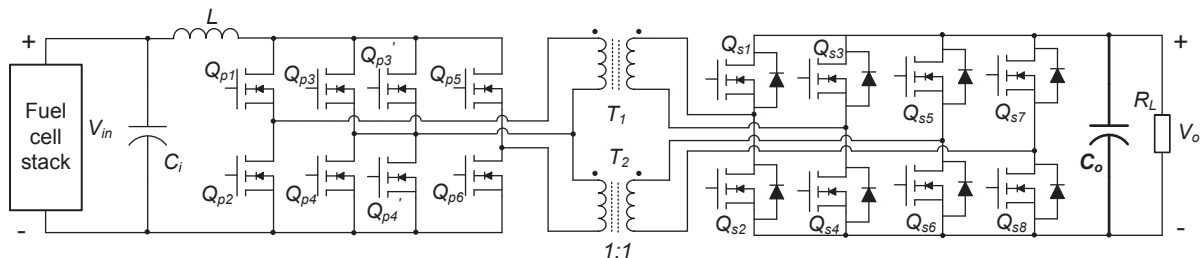 +
L
Fuel
cell
stack
V_in
C_i
-
Q_p1
Q_p3
Q_p3'
Q_p5
Q_p2
Q_p4
Q_p4'
Q_p6
T_1
T_2
1:1
Q_s1
Q_s3
Q_s5
Q_s7
Q_s2
Q_s4
Q_s6
Q_s8
+
C_o
R_L
V_o
-